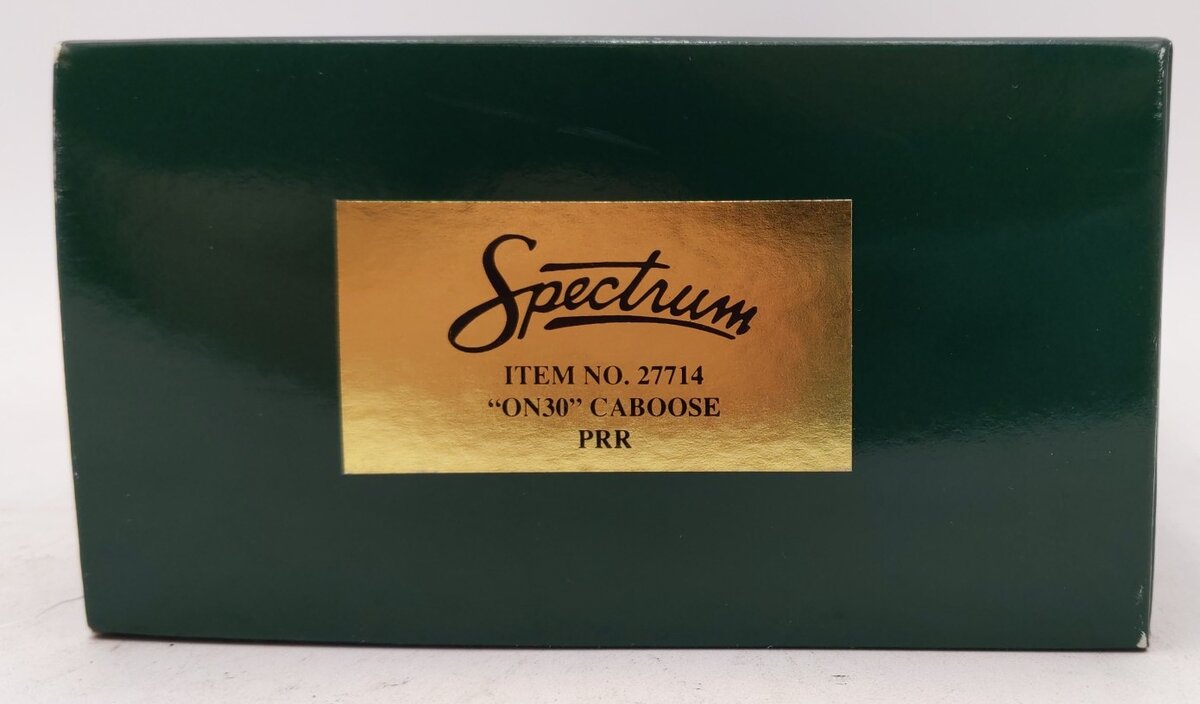 Spectrum
ITEM NO. 27714
“ON30” CABOOSE
PRR